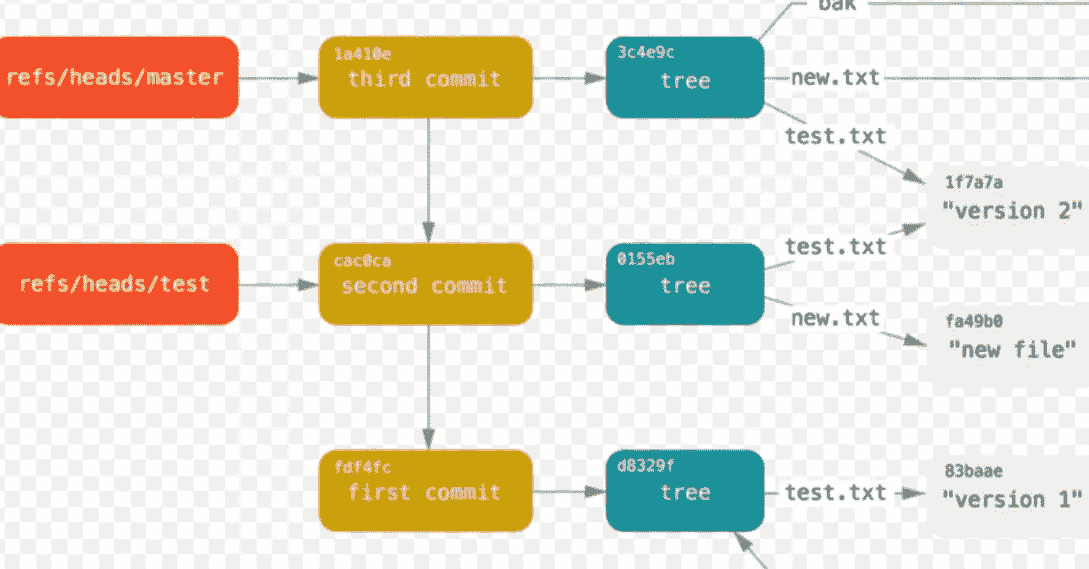 bak
refs/heads/master
1a410e
third commit
3c4e9c
tree
new.txt
test.txt
1f7a7a
"version 2"
refs/heads/test
cac0ca
second commit
0155eb
tree
test.txt
new.txt
fa49b0
"new file"
fdf4fc
first commit
d8329f
tree
test.txt
83baae
"version 1"